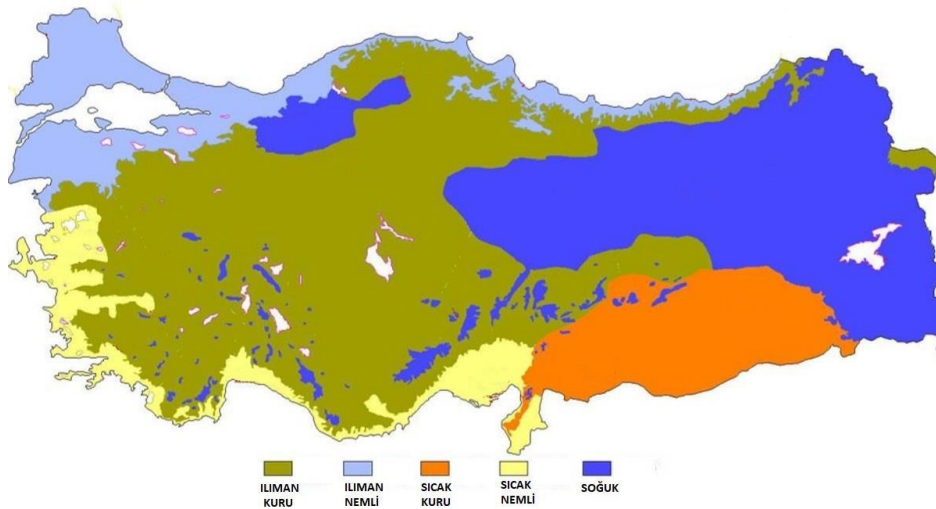 ILIMAN KURU
ILIMAN NEMLİ
SICAK KURU
SICAK NEMLİ
SOĞUK